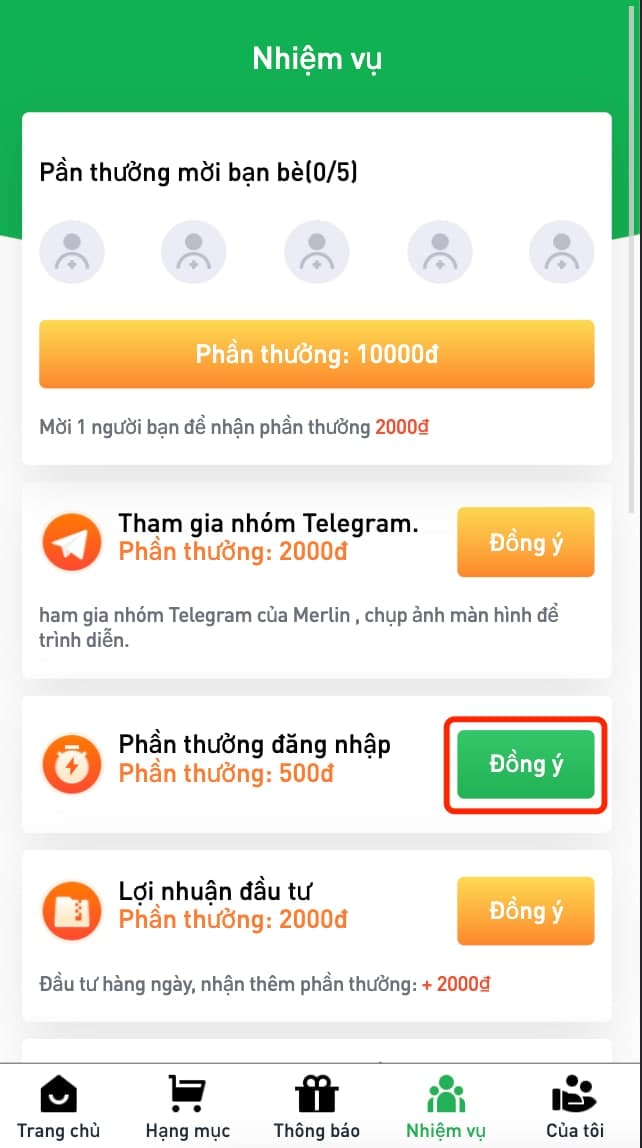 Nhiệm vụ
Pần thưởng mời bạn bè(0/5)
Phần thưởng: 10000đ
Mời 1 người bạn để nhận phần thưởng 2000₫
Tham gia nhóm Telegram.
Phần thưởng: 2000đ
Đồng ý
ham gia nhóm Telegram của Merlin , chụp ảnh màn hình để
trình diễn.
Phần thưởng đăng nhập
Phần thưởng: 500đ
Đồng ý
Lợi nhuận đầu tư
Phần thưởng: 2000đ
Đồng ý
Đầu tư hàng ngày, nhận thêm phần thưởng: + 2000₫
Trang chủ
Hạng mục
Thông báo
Nhiệm vụ
Của tôi